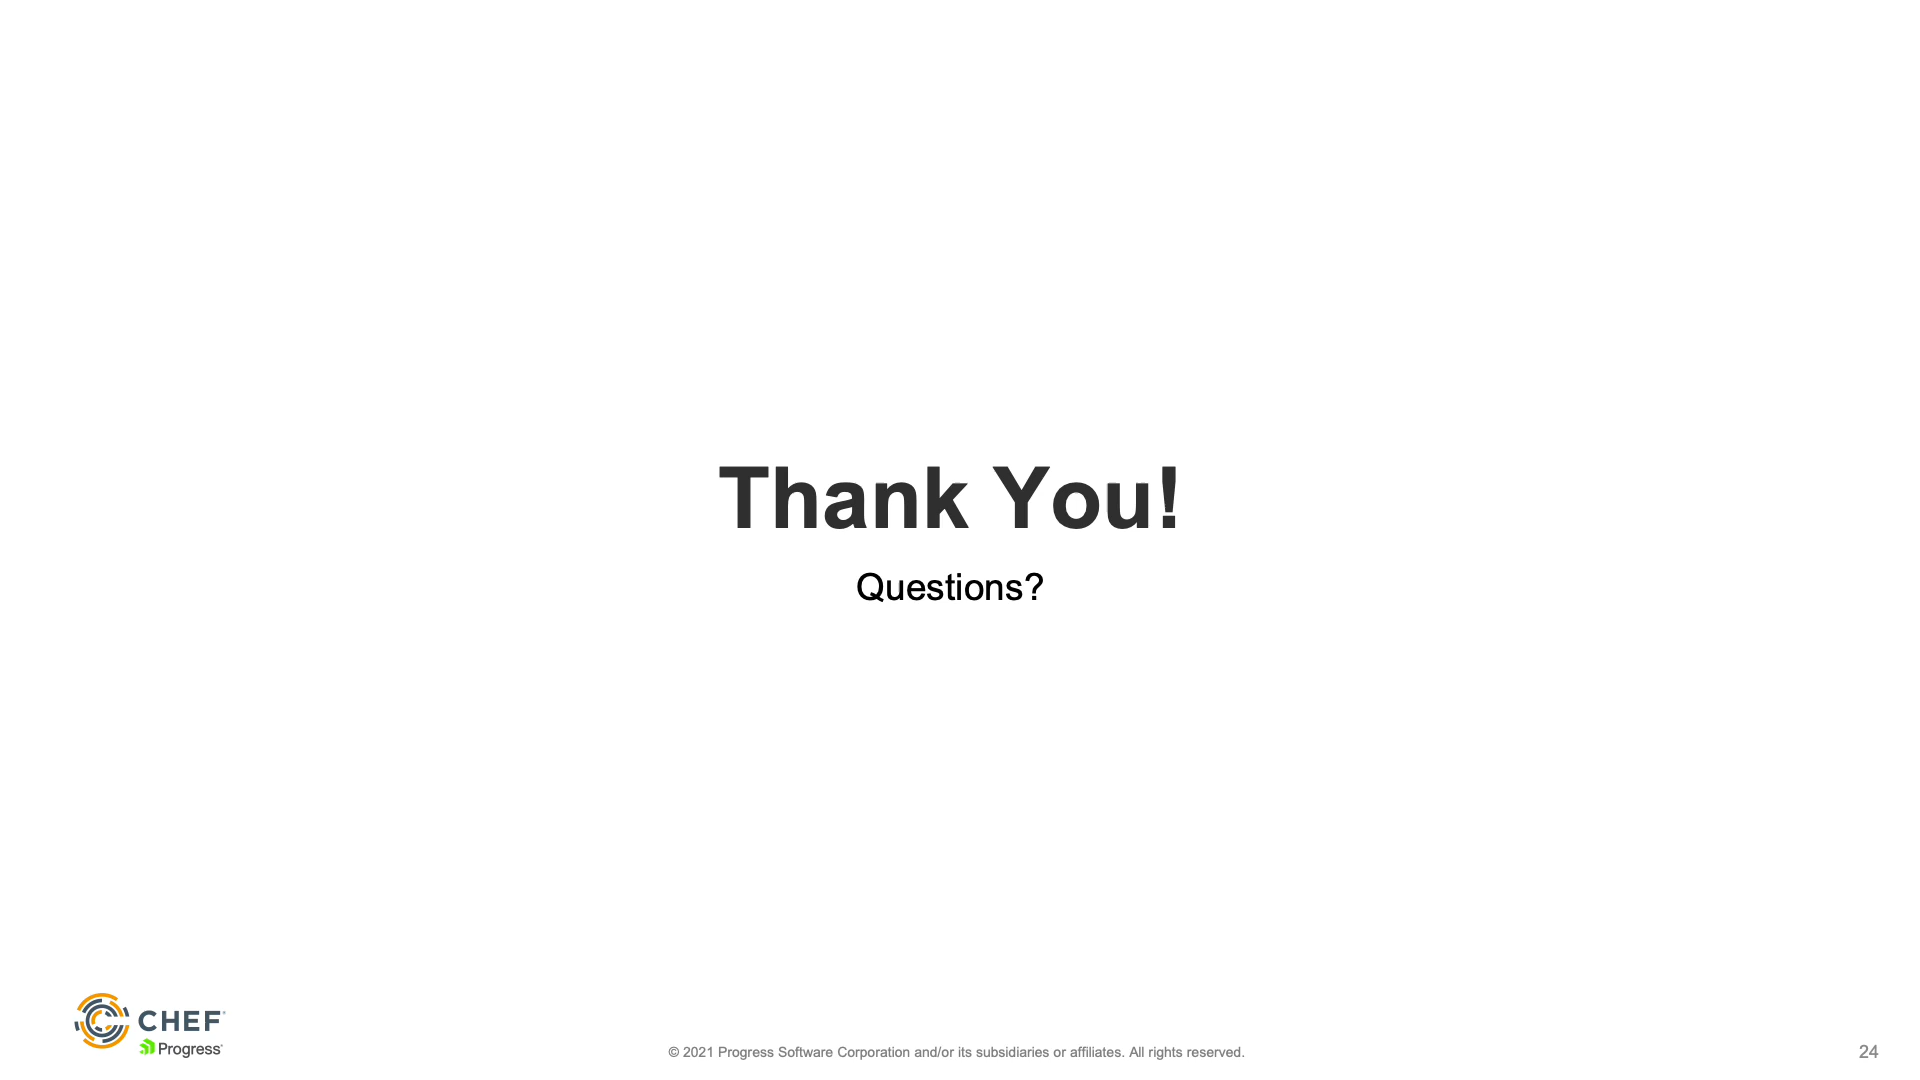 Thank You!
Questions?
CHEF
Progress
© 2021 Progress Software Corporation and/or its subsidiaries or affiliates. All rights reserved.
24